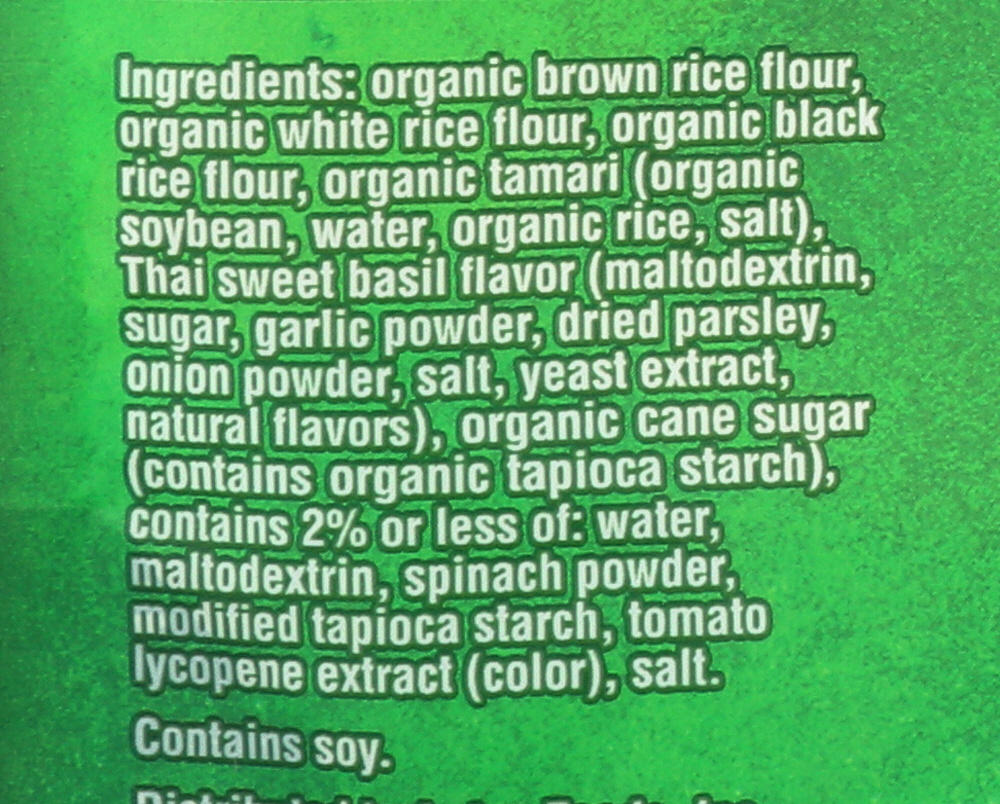 Ingredients: organic brown rice flour,
organic white rice flour, organic black
rice flour, organic tamari (organic
soybean, water, organic rice, salt),
Thai sweet basil flavor (maltodextrin,
sugar, garlic powder, dried parsley,
onion powder, salt, yeast extract,
natural flavors), organic cane sugar
(contains organic tapioca starch),
contains 2% or less of: water,
maltodextrin, spinach powder,
modified tapioca starch, tomato
lycopene extract (color), salt.
Contains soy.